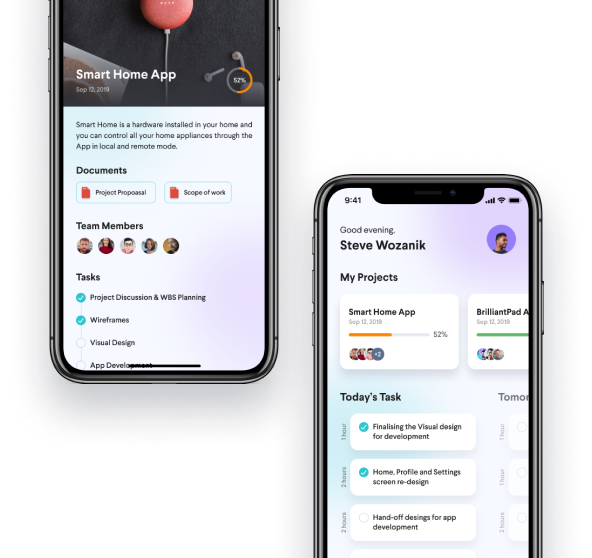 Smart Home App
Sep 12, 2019
52%
Smart Home is a hardware installed in your home and
you can control all your home appliances through the
App in local and remote mode.
Documents
Project Propoasal
Scope of work
Team Members
Tasks
Project Discussion & WBS Planning
Wireframes
Visual Design
App Development
9:41
Good evening,
Steve Wozanik
My Projects
Smart Home App
Sep 12, 2019
52%
+2
BrilliantPad A
Sep 12, 2019
Today's Task
Tomor
1 hour
Finalising the Visual design
for development
1 hour
2 hours
Home, Profile and Settings
screen re-design
1 hour
2 hours
Hand-off desings for app
development
2 hours